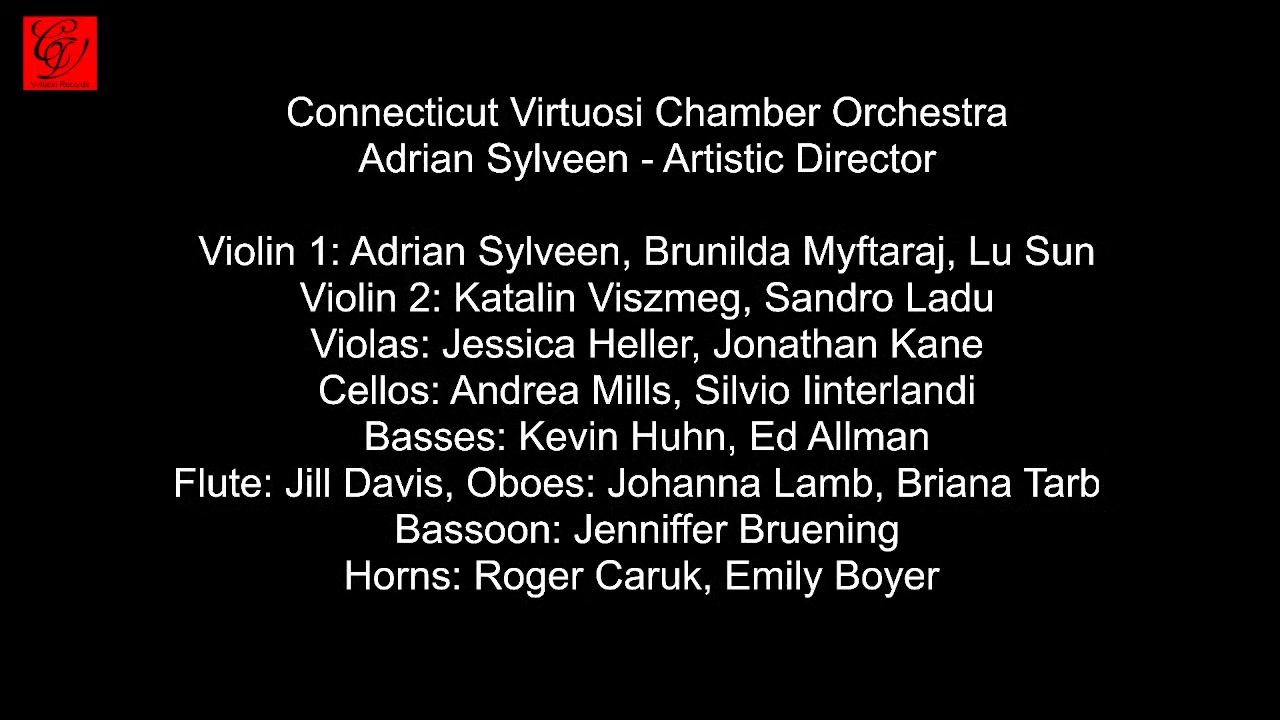 Virtuosi Records
Connecticut Virtuosi Chamber Orchestra
Adrian Sylveen - Artistic Director
Violin 1: Adrian Sylveen, Brunilda Myftaraj, Lu Sun
Violin 2: Katalin Viszmeg, Sandro Ladu
Violas: Jessica Heller, Jonathan Kane
Cellos: Andrea Mills, Silvio Iinterlandi
Basses: Kevin Huhn, Ed Allman
Flute: Jill Davis, Oboes: Johanna Lamb, Briana Tarb
Bassoon: Jenniffer Bruening
Horns: Roger Caruk, Emily Boyer